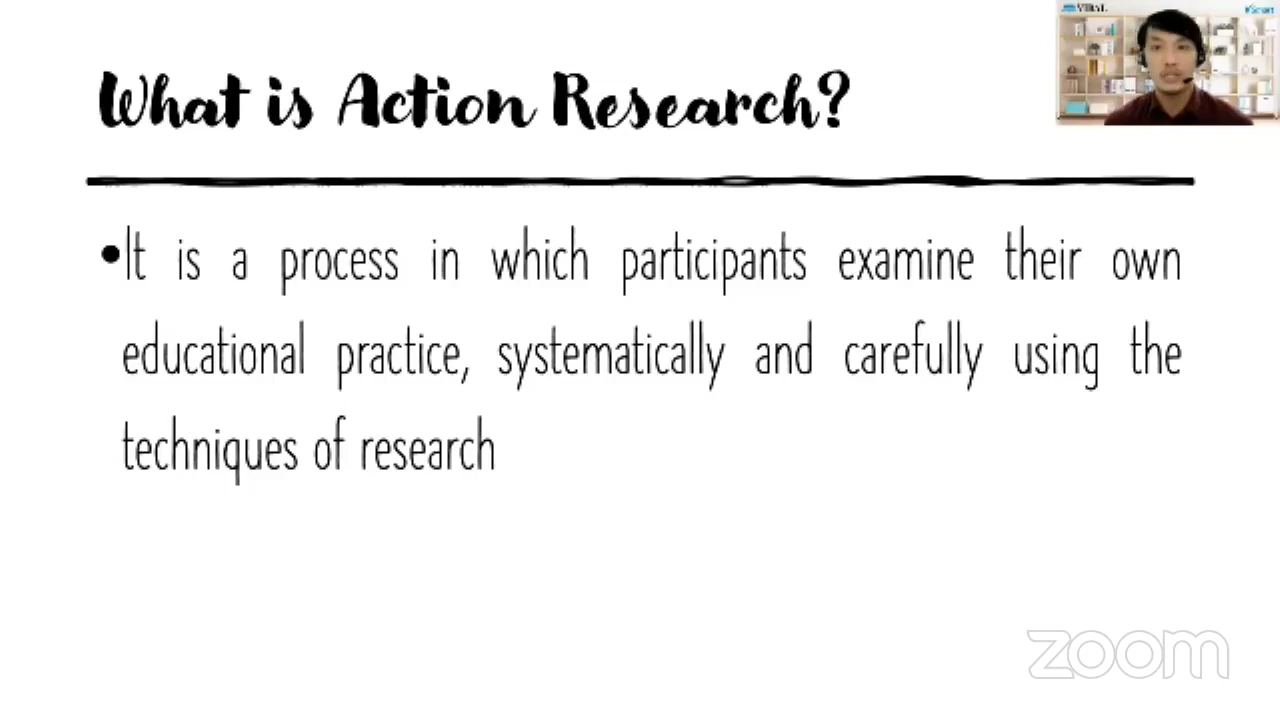 What is Action Research?
•It is a process in which participants examine their own
educational practice, systematically and carefully using the
techniques of research
zoom